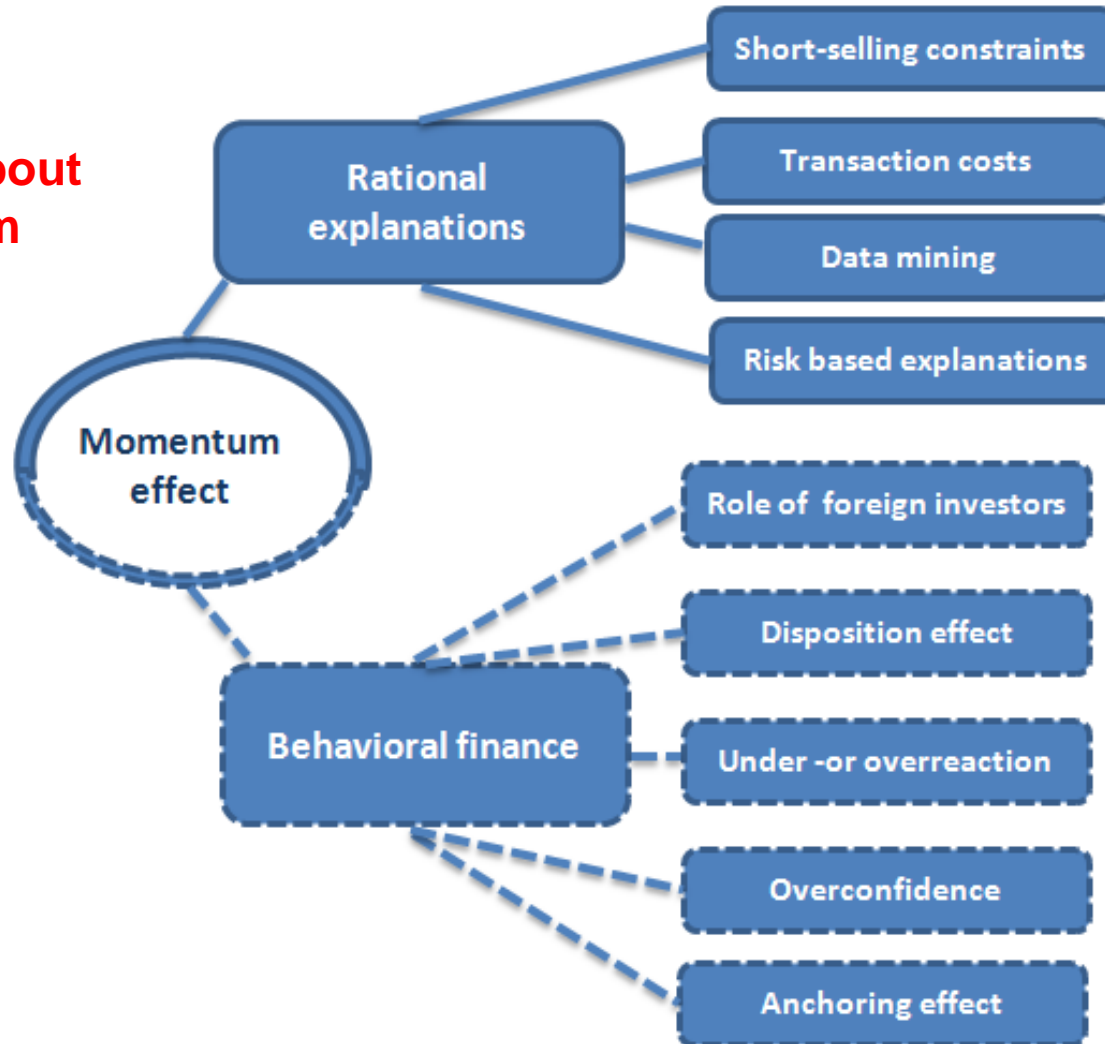 Short-selling constraints
Rational
explanations
Transaction costs
Data mining
Risk based explanations
Momentum
effect
Role of foreign investors
Disposition effect
Behavioral finance
Under -or overreaction
Overconfidence
Anchoring effect